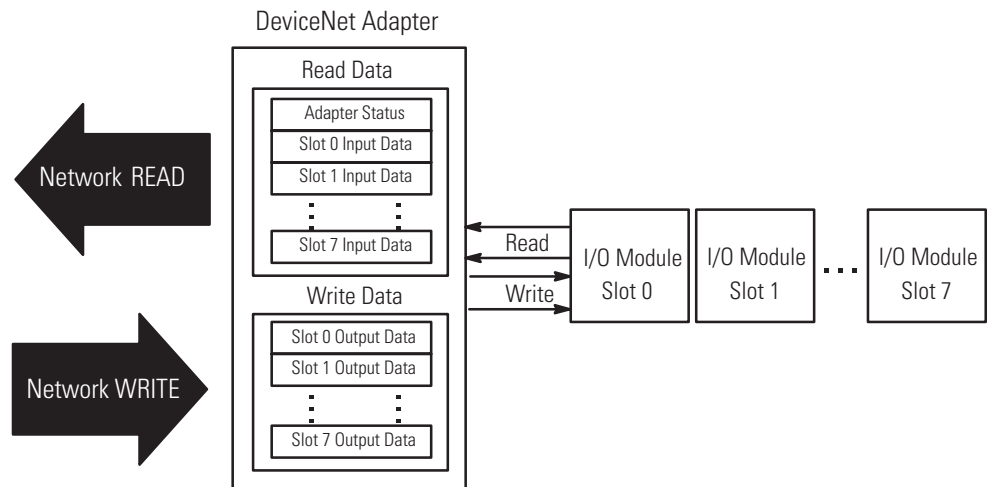 DeviceNet Adapter
Read Data
Adapter Status
Slot 0 Input Data
Slot 1 Input Data
Slot 7 Input Data
Network READ
Read
Write
I/O Module
Slot 0
I/O Module
Slot 1
I/O Module
Slot 7
Write Data
Slot 0 Output Data
Slot 1 Output Data
Slot 7 Output Data
Network WRITE